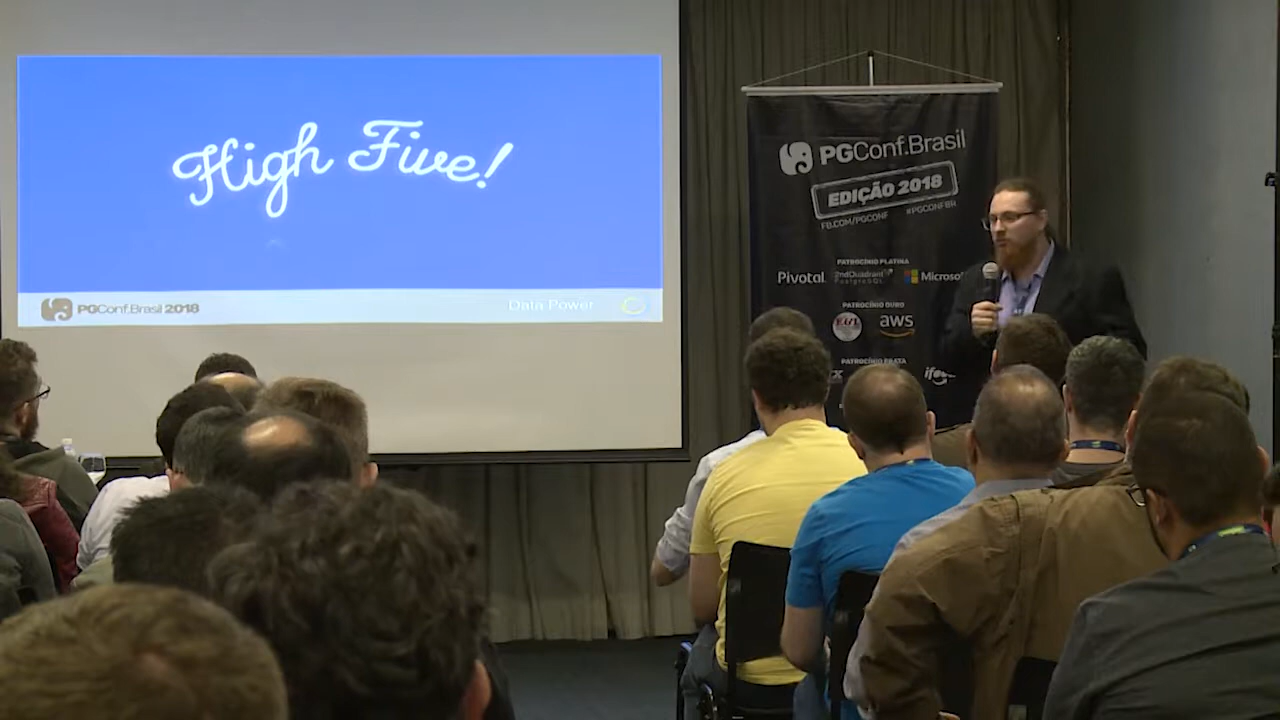 High Five!
PGConf.Brasil 2018
Data Power
PGConf.Brasil
EDIÇÃO 2018
FB.COM/PGCONF #PGCONFBR
PATROCÍNIO PLATINA
Pivotal. 2ndQuadrant PostgreSQL Microsoft
PATROCÍNIO OURO
aws
PATROCÍNIO PRATA